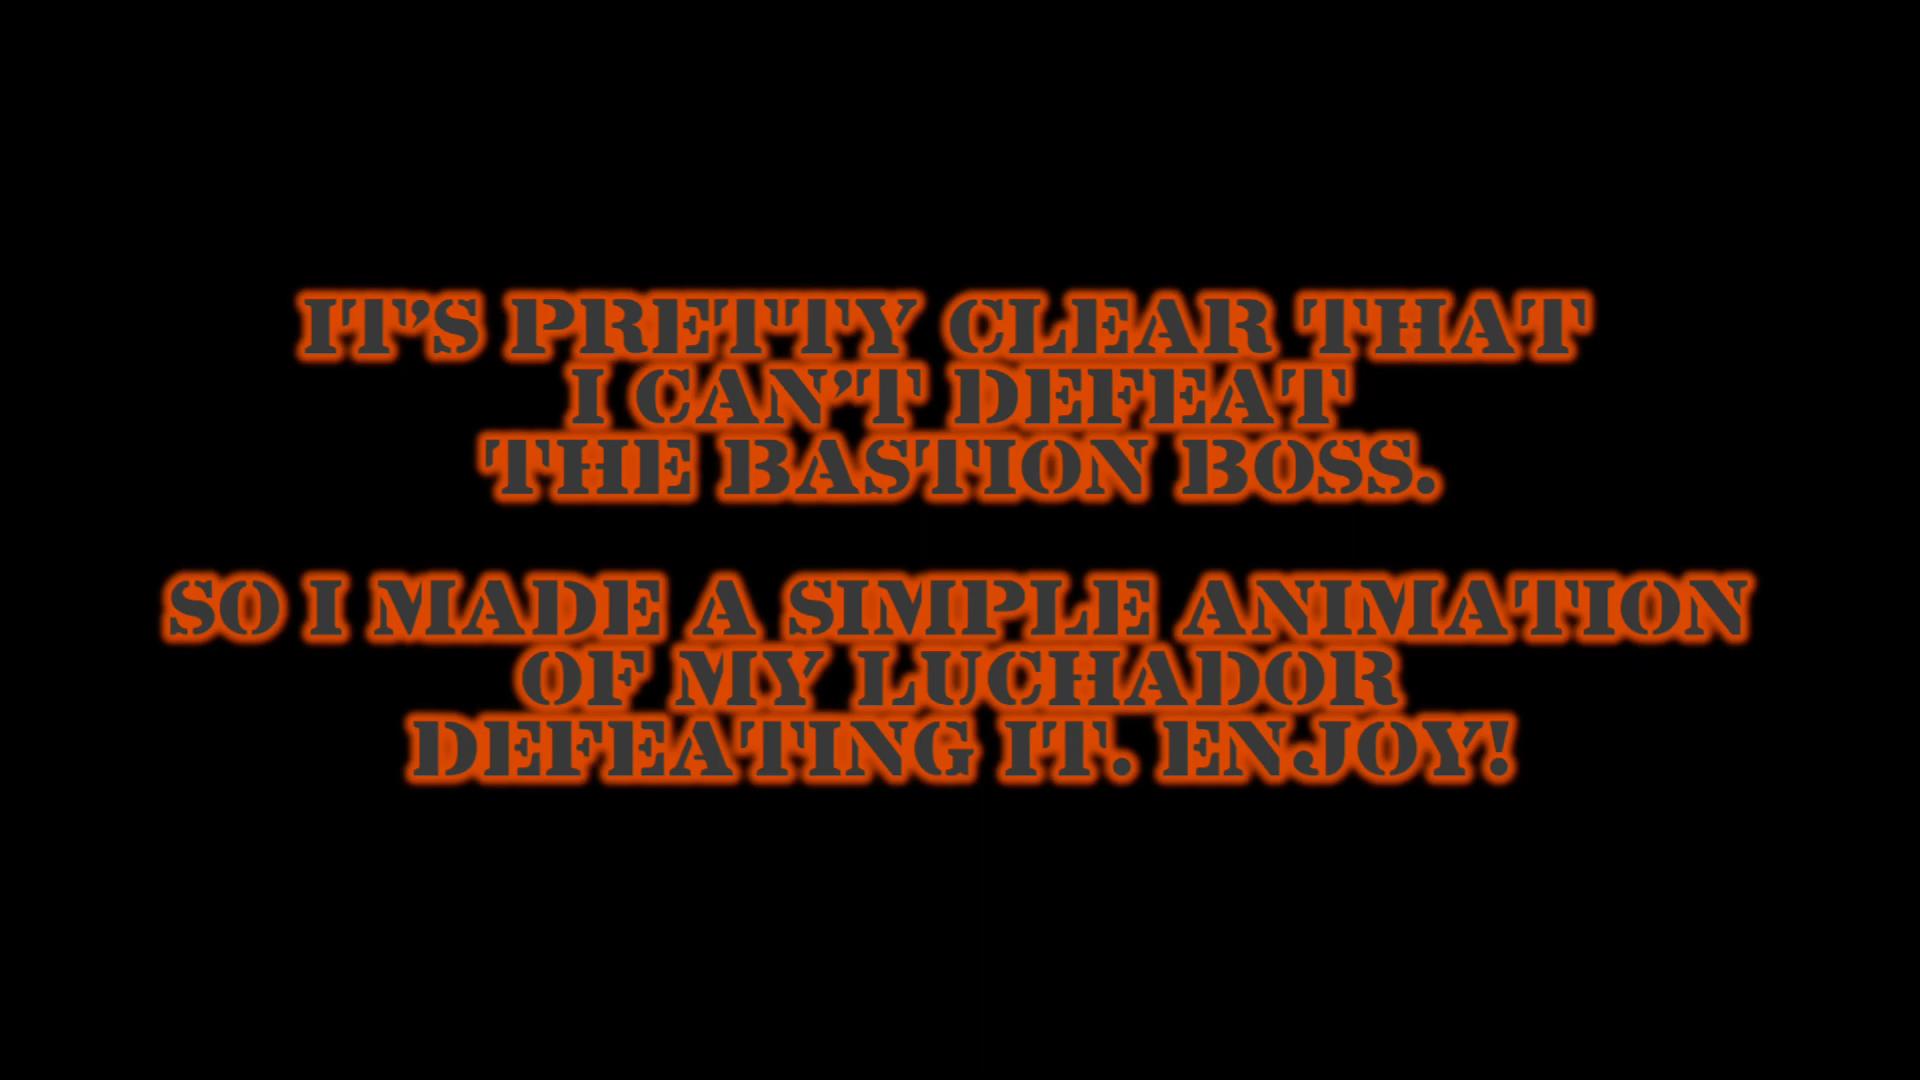 IT'S PRETTY CLEAR THAT
I CAN'T DEFEAT
THE BASTION BOSS.
SO I MADE A SIMPLE ANIMATION
OF MY LUCHADOR
DEFEATING IT. ENJOY!